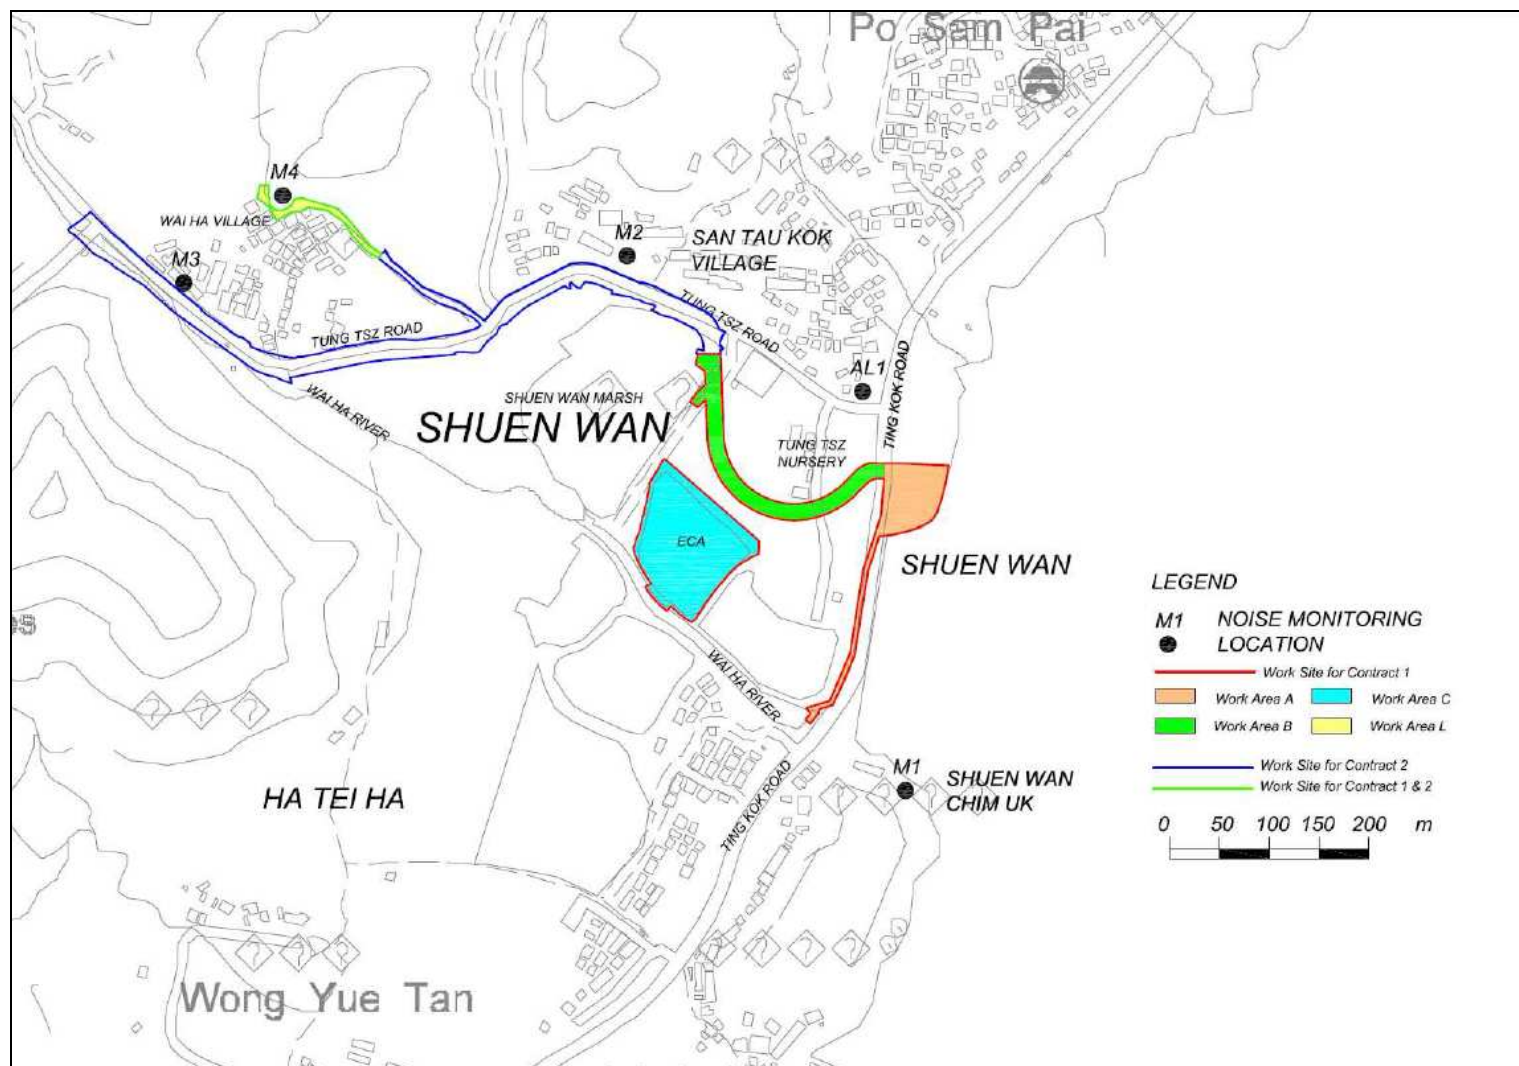 Po Sam Pai
M4
WAI HA VILLAGE
M3
M2
SAN TAU KOK
VILLAGE
TUNG TSZ ROAD
TUNG TSZ ROAD
AL1
TING KOK ROAD
WAI HA RIVER
SHUEN WAN MARSH
SHUEN WAN
TUNG TSZ
NURSERY
ECA
SHUEN WAN
WAI HA RIVER
HA TEI HA
TING KOK ROAD
M1
SHUEN WAN
CHIM UK
Wong Yue Tan
LEGEND
M1 NOISE MONITORING
LOCATION
Work Site for Contract 1
Work Area A
Work Area C
Work Area B
Work Area L
Work Site for Contract 2
Work Site for Contract 1 & 2
0 50 100 150 200 m